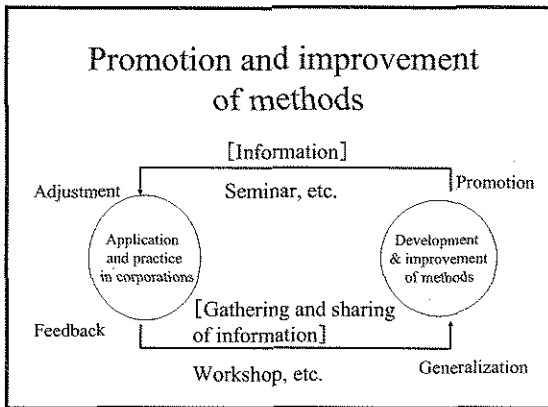 Promotion and improvement
of methods
[Information]
Adjustment
Seminar, etc.
Promotion
Application
and practice
in corporations
Development
& improvement
of methods
[Gathering and sharing
of information]
Feedback
Workshop, etc.
Generalization